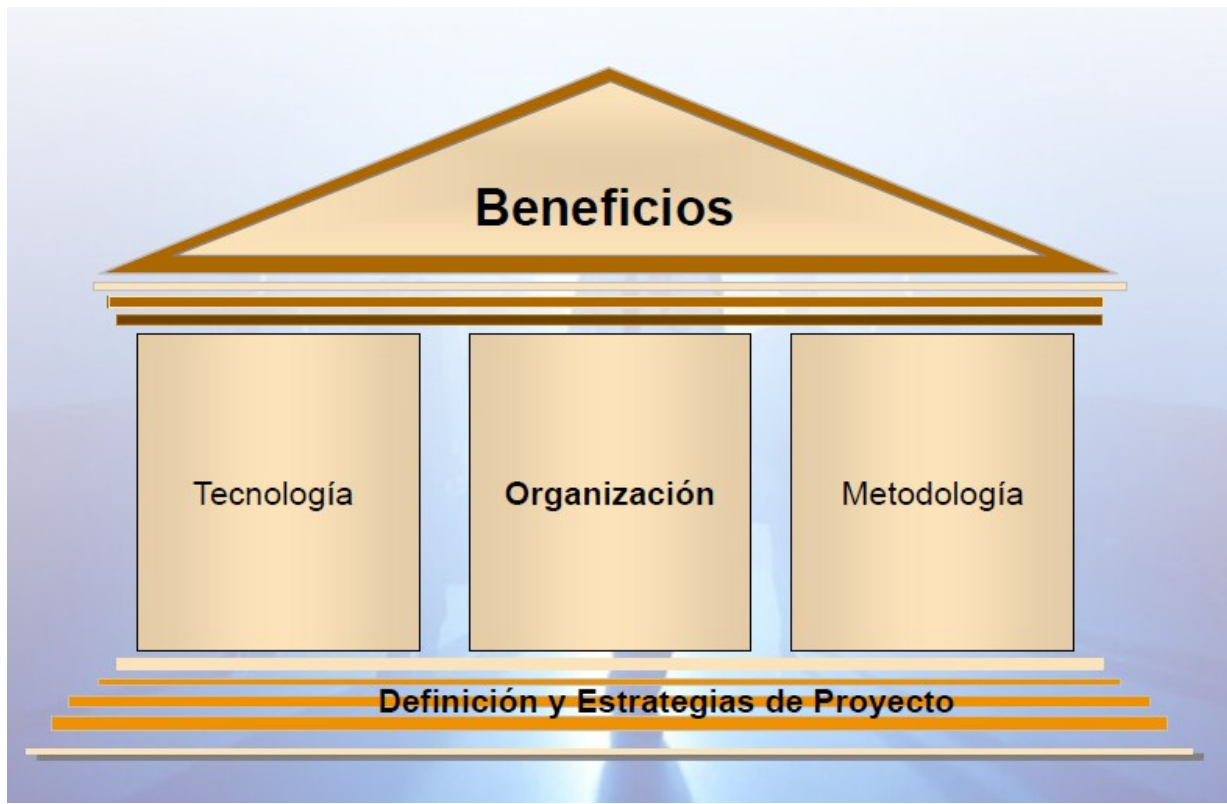 Beneficios
Tecnología
Organización
Metodología
Definición y Estrategias de Proyecto